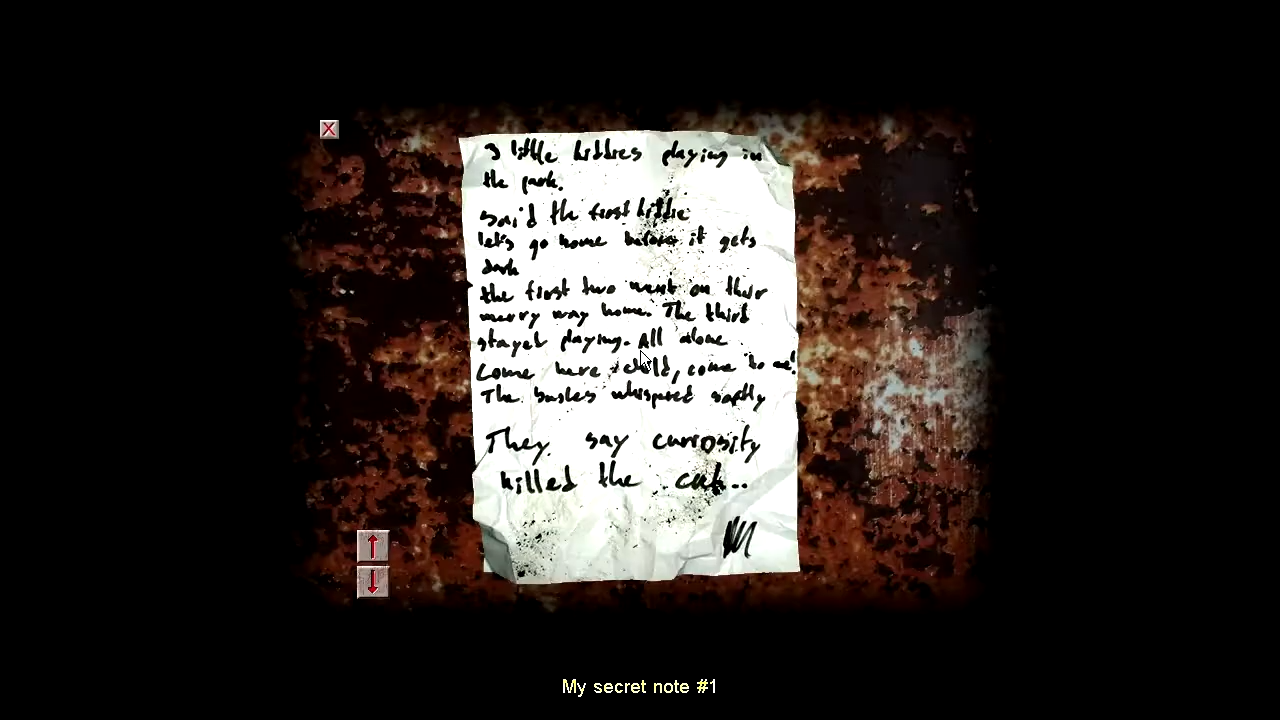 3 little kiddies playing in
the park.
said the first kiddie
let's go home before it gets
dark
the first two went on their
merry way home. The third
stayet playing. All alone
Come here child, come to me!
The bushes whispered softly
They say curiosity
killed the cat..
My secret note #1